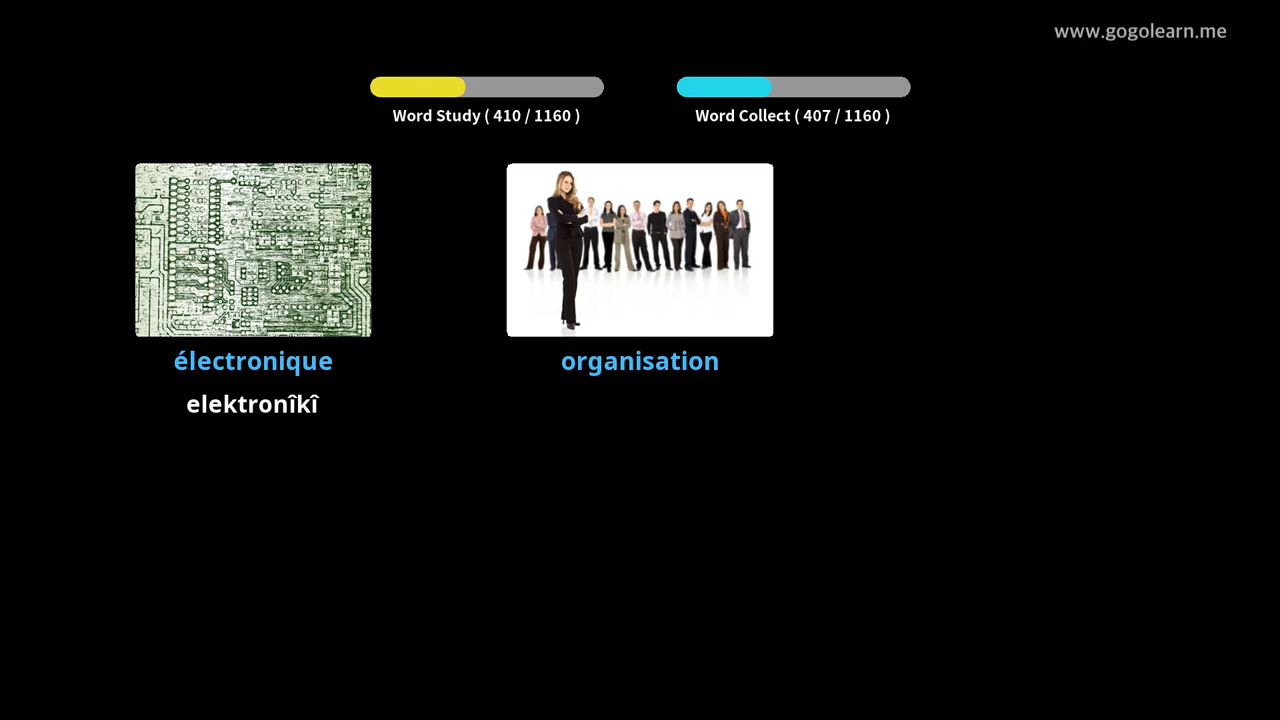 www.gogolearn.me
Word Study ( 410 / 1160 )
Word Collect ( 407 / 1160 )
électronique
organisation
elektronîkî